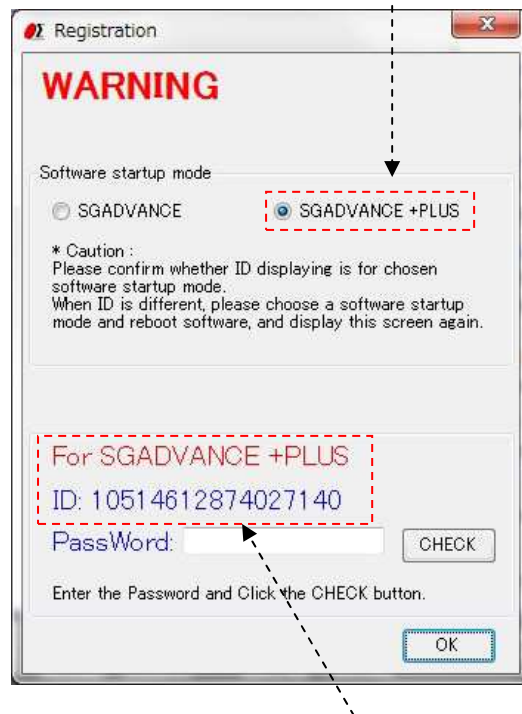 Registration
WARNING
Software startup mode
SGADVANCE
SGADVANCE +PLUS
* Caution :
Please confirm whether ID displaying is for chosen
software startup mode.
When ID is different, please choose a software startup
mode and reboot software, and display this screen again.
For SGADVANCE +PLUS
ID: 10514612874027140
PassWord:
CHECK
Enter the Password and Click the CHECK button.
OK